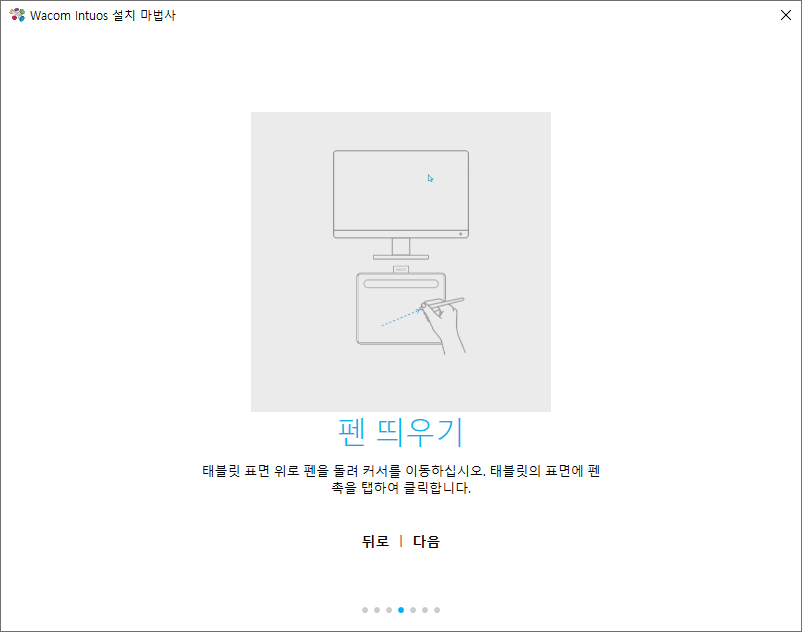 Wacom Intuos 설치 마법사
펜 띄우기
태블릿 표면 위로 펜을 돌려 커서를 이동하십시오. 태블릿의 표면에 펜
촉을 탭하여 클릭합니다.
뒤로 | 다음